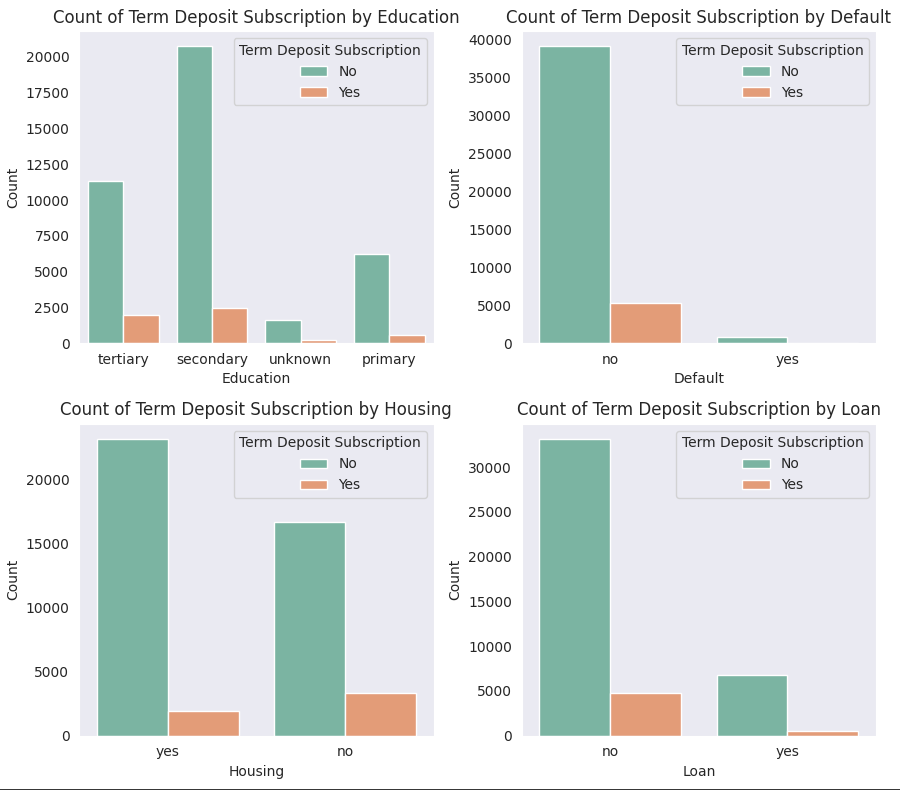 Count of Term Deposit Subscription by Education
Term Deposit Subscription
No
Yes
20000
17500
15000
12500
10000
7500
5000
2500
0
Count
tertiary secondary unknown primary
Education
Count of Term Deposit Subscription by Default
Term Deposit Subscription
No
Yes
40000
35000
30000
25000
20000
15000
10000
5000
0
Count
no yes
Default
Count of Term Deposit Subscription by Housing
Term Deposit Subscription
No
Yes
20000
15000
10000
5000
0
Count
yes no
Housing
Count of Term Deposit Subscription by Loan
Term Deposit Subscription
No
Yes
30000
25000
20000
15000
10000
5000
0
Count
no yes
Loan